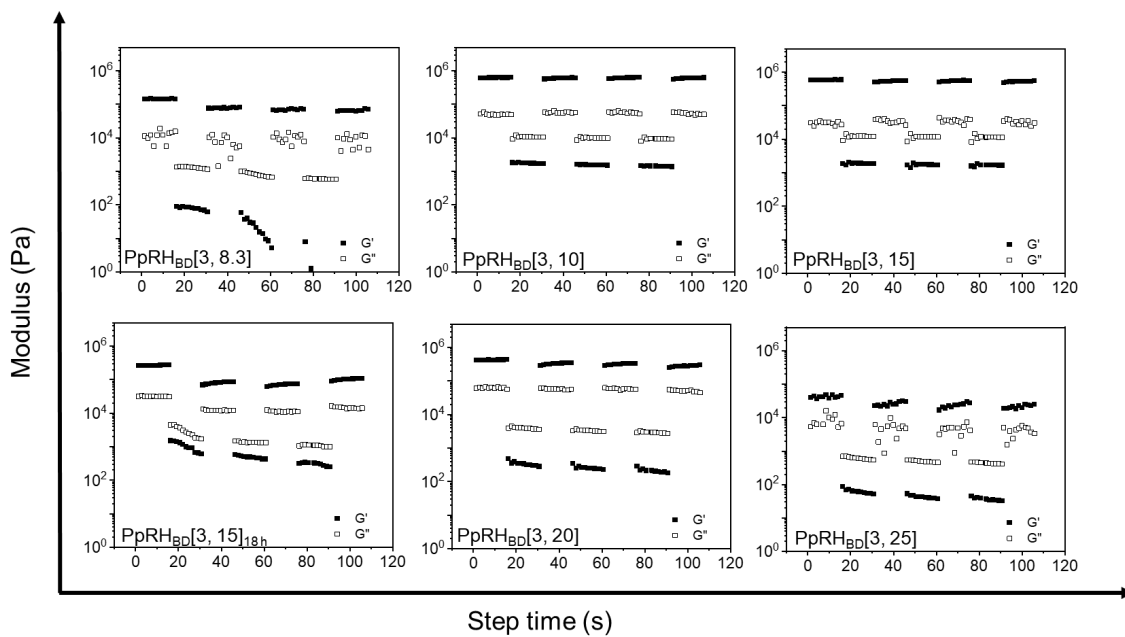 Modulus (Pa)
10⁶
10⁴
10²
10⁰
0 20 40 60 80 100 120
G'
G"
PpRH_BD[3, 8.3]
10⁶
10⁴
10²
10⁰
0 20 40 60 80 100 120
G'
G"
PpRH_BD[3, 10]
10⁶
10⁴
10²
10⁰
0 20 40 60 80 100 120
G'
G"
PpRH_BD[3, 15]
10⁶
10⁴
10²
10⁰
0 20 40 60 80 100 120
G'
G"
PpRH_BD[3, 15]_18 h
10⁶
10⁴
10²
10⁰
0 20 40 60 80 100 120
G'
G"
PpRH_BD[3, 20]
10⁶
10⁴
10²
10⁰
0 20 40 60 80 100 120
G'
G"
PpRH_BD[3, 25]
Step time (s)